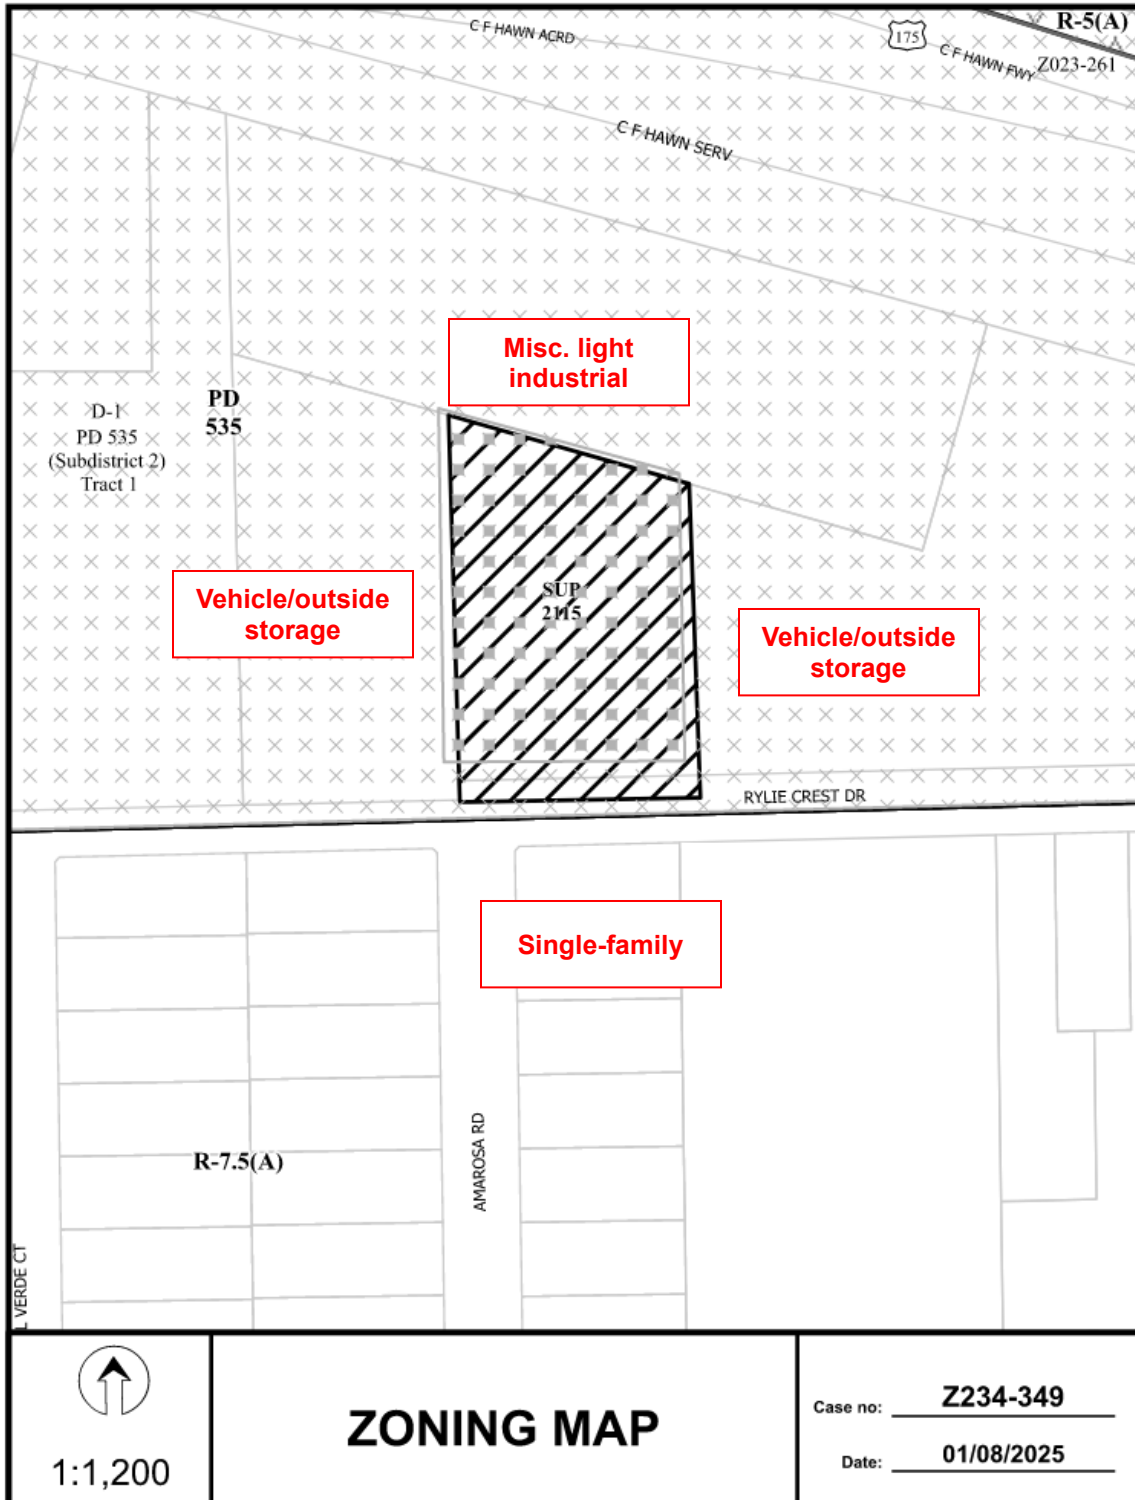 C F HAWN ACRD
175
C F HAWN FWY
R-5(A)
Z023-261
C F HAWN SERV
Misc. light
industrial
D-1
PD 535
(Subdistrict 2)
Tract 1
PD
535
Vehicle/outside
storage
SUP
2115
Vehicle/outside
storage
RYLIE CREST DR
Single-family
R-7.5(A)
AMAROSA RD
L VERDE CT
1:1,200
ZONING MAP
Case no: Z234-349
Date: 01/08/2025